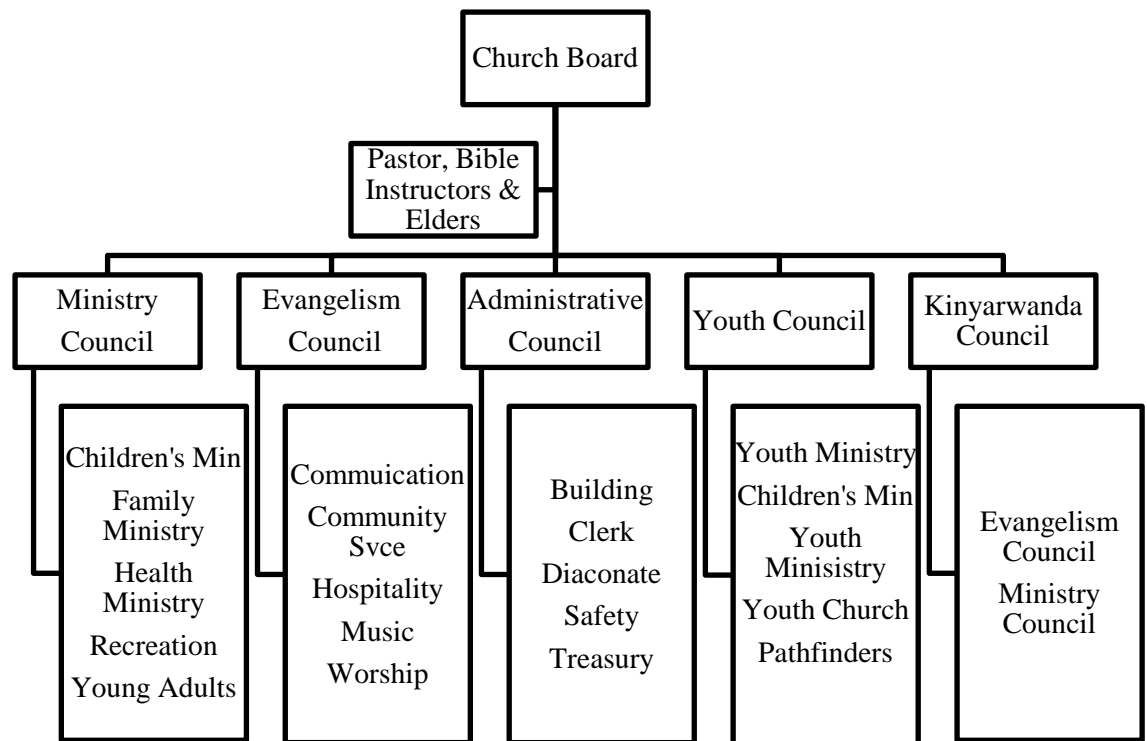 Church Board
Pastor, Bible
Instructors &
Elders
Ministry
Council
Evangelism
Council
Administrative
Council
Youth Council
Kinyarwanda
Council
Children's Min
Family
Ministry
Health
Ministry
Recreation
Young Adults
Commuication
Community
Svce
Hospitality
Music
Worship
Building
Clerk
Diaconate
Safety
Treasury
Youth Ministry
Children's Min
Youth
Minisistry
Youth Church
Pathfinders
Evangelism
Council
Ministry
Council